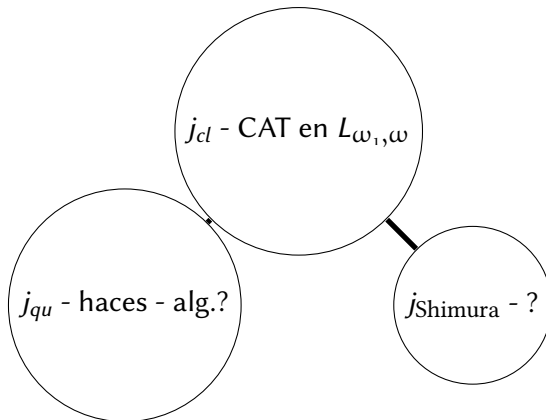 j_cl - CAT en L_ω₁,ω
j_qu - haces - alg.?
j_Shimura - ?